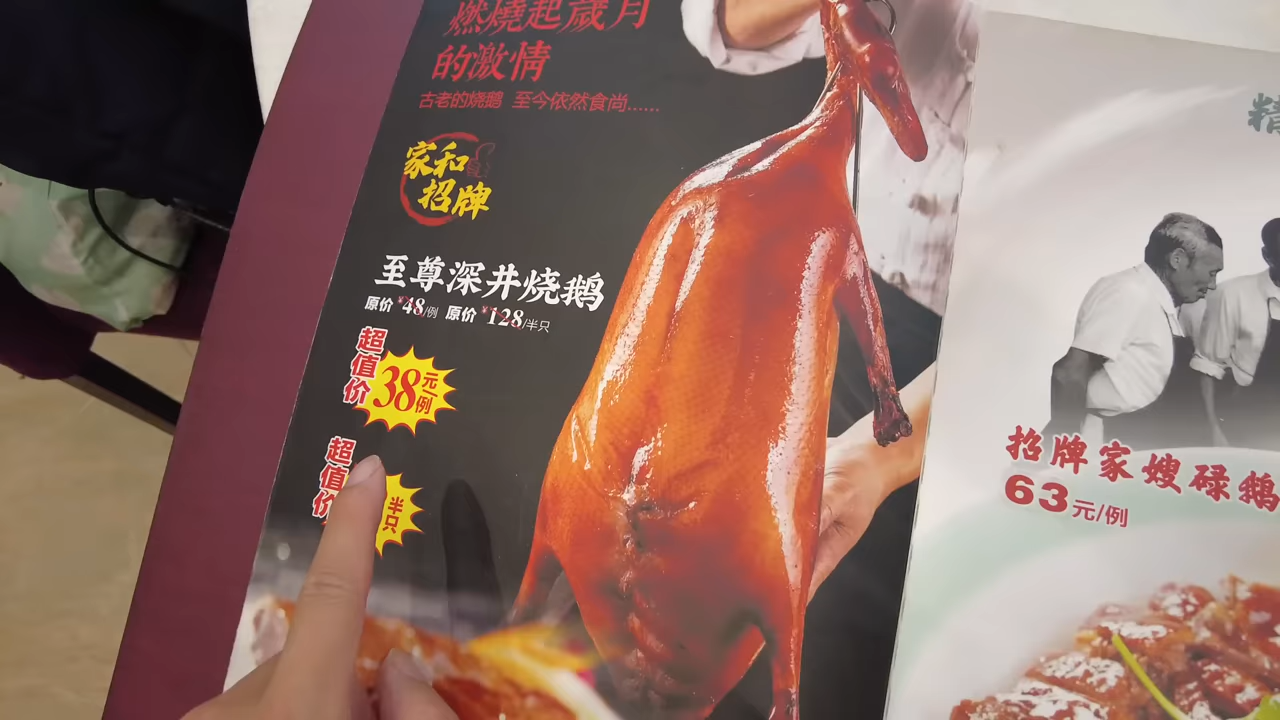 燃燒起歲月
的激情
古老的烧鹅 至今依然食尚......
家和
招牌
至尊深井烧鹅
原价 ¥48/例 原价 ¥128/半只
超值价
38元/例
超值价
半只
精
招牌家嫂碌鹅
63元/例